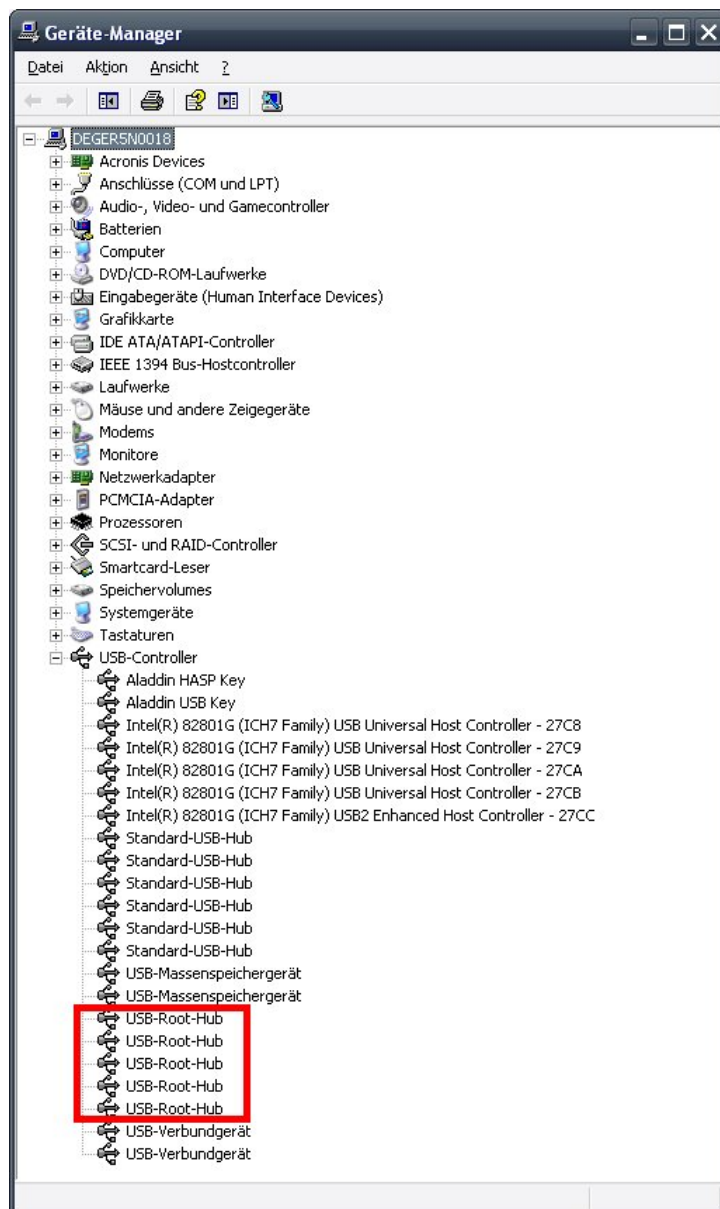 Geräte-Manager
Datei Aktion Ansicht ?
DEGER5N0018
Acronis Devices
Anschlüsse (COM und LPT)
Audio-, Video- und Gamecontroller
Batterien
Computer
DVD/CD-ROM-Laufwerke
Eingabegeräte (Human Interface Devices)
Grafikkarte
IDE ATA/ATAPI-Controller
IEEE 1394 Bus-Hostcontroller
Laufwerke
Mäuse und andere Zeigegeräte
Modems
Monitore
Netzwerkadapter
PCMCIA-Adapter
Prozessoren
SCSI- und RAID-Controller
Smartcard-Leser
Speichervolumes
Systemgeräte
Tastaturen
USB-Controller
Aladdin HASP Key
Aladdin USB Key
Intel(R) 82801G (ICH7 Family) USB Universal Host Controller - 27C8
Intel(R) 82801G (ICH7 Family) USB Universal Host Controller - 27C9
Intel(R) 82801G (ICH7 Family) USB Universal Host Controller - 27CA
Intel(R) 82801G (ICH7 Family) USB Universal Host Controller - 27CB
Intel(R) 82801G (ICH7 Family) USB2 Enhanced Host Controller - 27CC
Standard-USB-Hub
Standard-USB-Hub
Standard-USB-Hub
Standard-USB-Hub
Standard-USB-Hub
Standard-USB-Hub
USB-Massenspeichergerät
USB-Massenspeichergerät
USB-Root-Hub
USB-Root-Hub
USB-Root-Hub
USB-Root-Hub
USB-Root-Hub
USB-Verbundgerät
USB-Verbundgerät